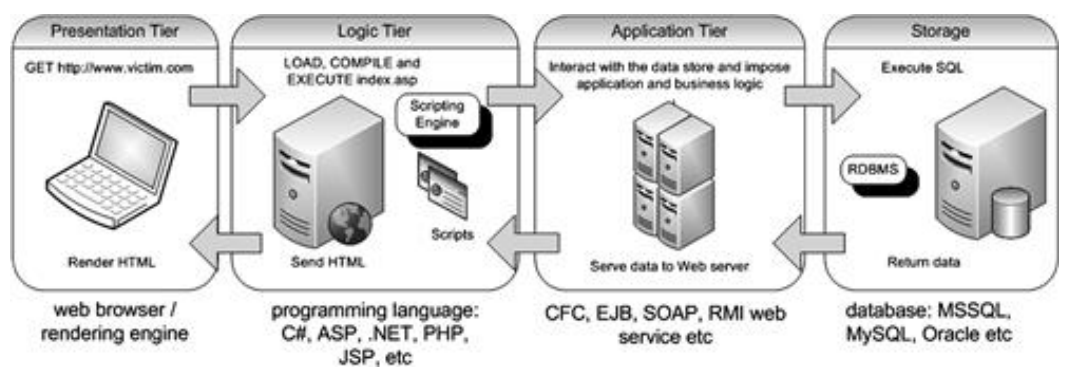 Presentation Tier
GET http://www.victim.com
Render HTML
web browser /
rendering engine
Logic Tier
LOAD, COMPILE and
EXECUTE index.asp
Scripting
Engine
Scripts
Send HTML
programming language:
C#, ASP, .NET, PHP,
JSP, etc
Application Tier
Interact with the data store and impose
application and business logic
Serve data to Web server
CFC, EJB, SOAP, RMI web
service etc
Storage
Execute SQL
RDBMS
Return data
database: MSSQL,
MySQL, Oracle etc